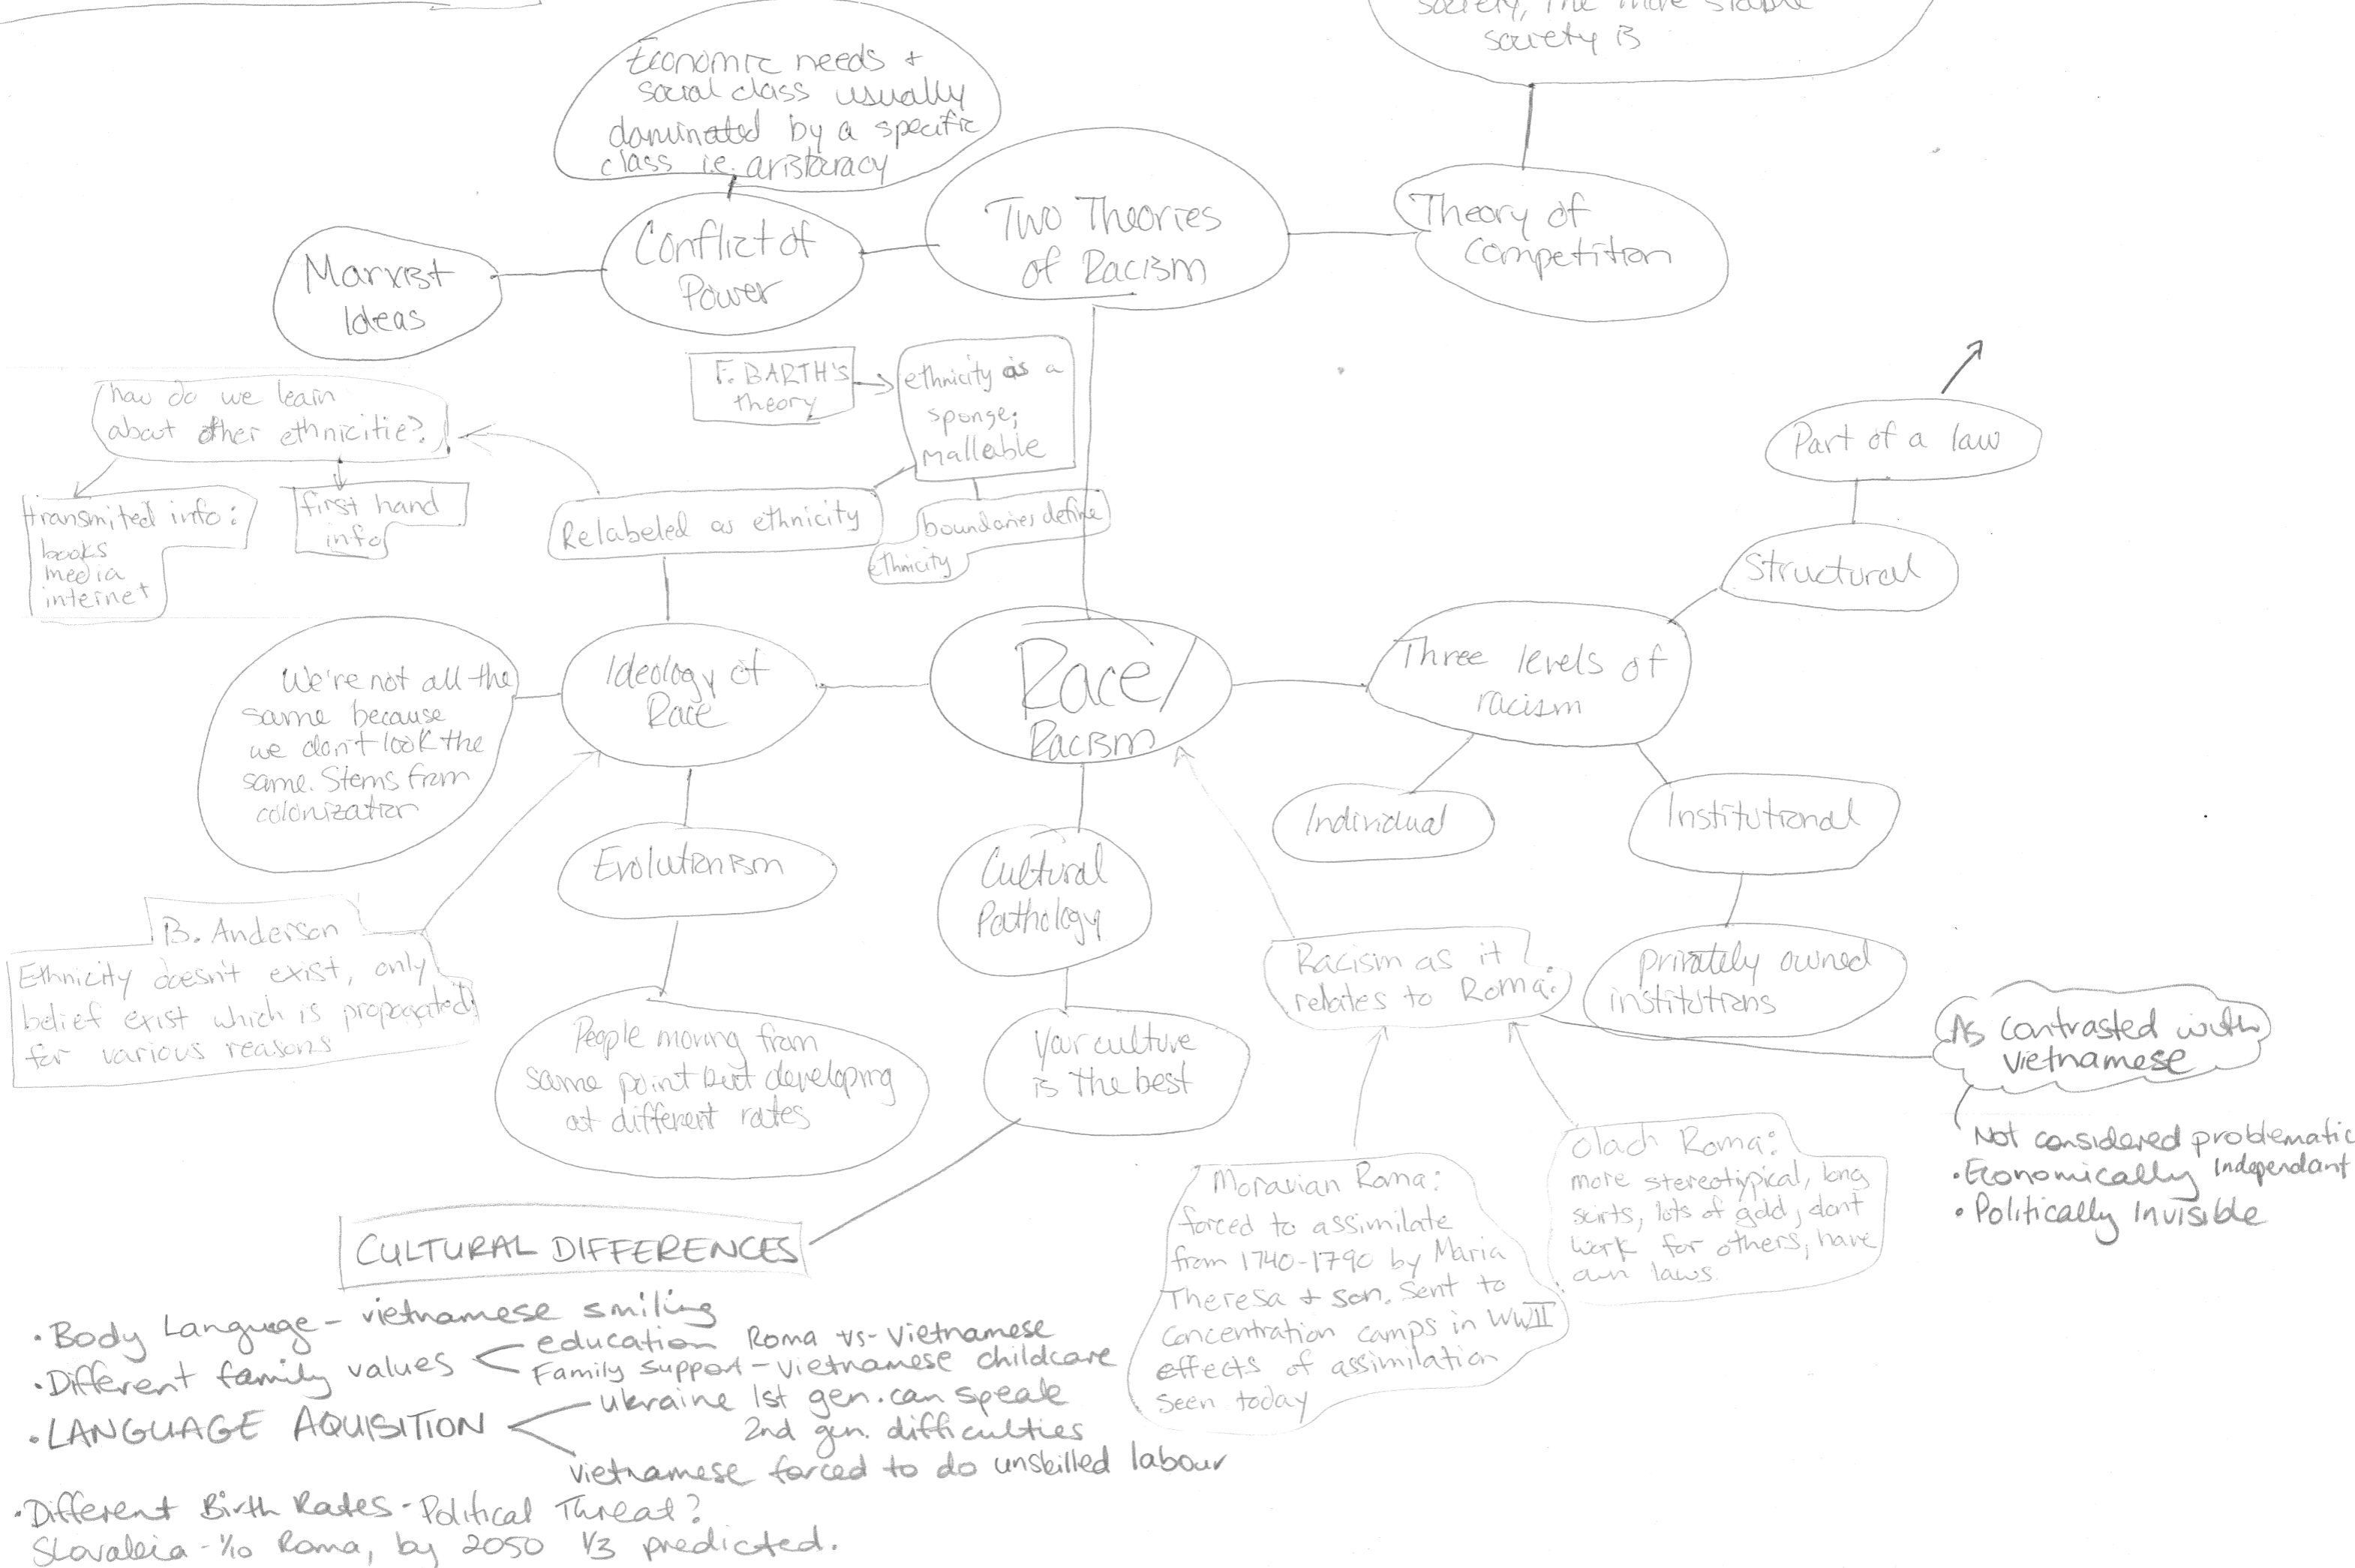 society, the more stable
society is
Economic needs +
social class usually
dominated by a specific
class i.e. aristocracy
Two Theories
of Racism
Theory of
Competition
Conflict of
Power
Marxist
Ideas
F. BARTH'S
theory
ethnicity as a
sponge;
mallable
how do we learn
about other ethnicitie?
transmited info:
books
media
internet
first hand
info
Relabeled as ethnicity
boundaries define
ethnicity
Part of a law
Structural
We're not all the
same because
we don't look the
same. Stems from
colonization
Ideology of
Race
Race/
Racism
Three levels of
racism
Individual
Institutional
Evolutionism
Cultural
Pathology
privately owned
institutions
B. Anderson
Ethnicity doesn't exist, only
belief exist which is propogated
for various reasons
People moving from
same point but developing
at different rates
Your culture
is the best
Racism as it
relates to Roma:
As contrasted with
vietnamese
Not considered problematic
• Economically Independant
• Politically Invisible
Moravian Roma:
forced to assimilate
from 1740-1790 by Maria
Theresa + son. Sent to
concentration camps in WWII
effects of assimilation
seen today
olach Roma:
more stereotypical, long
skirts, lots of gold, dont
work for others, have
own laws.
CULTURAL DIFFERENCES
• Body Language - vietnamese smiling
• Different family values
education Roma vs- Vietnamese
Family support - Vietnamese childcare
• LANGUAGE AQUISITION
ukraine 1st gen. can speak
2nd gen. difficulties
vietnamese forced to do unskilled labour
• Different Birth Rates - Political Threat?
Slovakia - 1/10 Roma, by 2050 1/3 predicted.